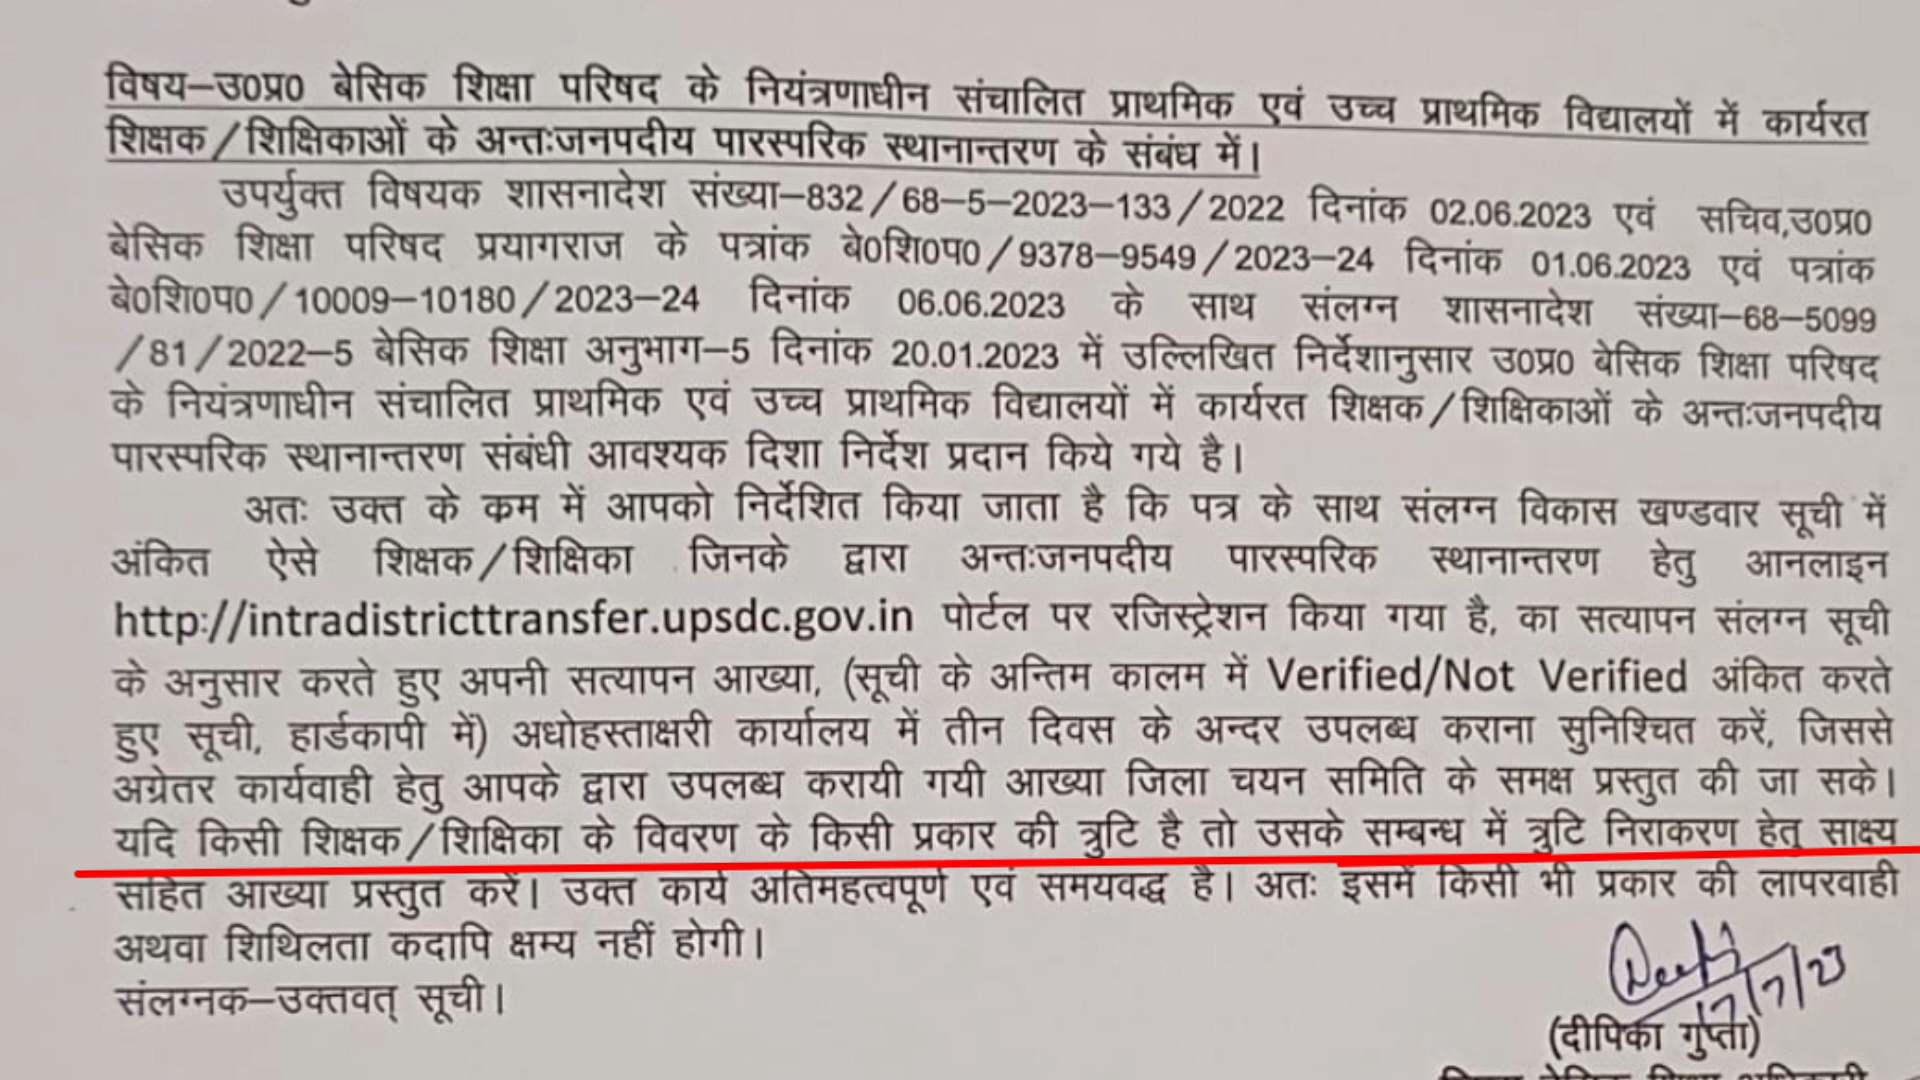 विषय–उ0प्र0 बेसिक शिक्षा परिषद के नियंत्रणाधीन संचालित प्राथमिक एवं उच्च प्राथमिक विद्यालयों में कार्यरत
शिक्षक/शिक्षिकाओं के अन्तःजनपदीय पारस्परिक स्थानान्तरण के संबंध में।
उपर्युक्त विषयक शासनादेश संख्या–832/68–5–2023–133/2022 दिनांक 02.06.2023 एवं सचिव,उ0प्र0
बेसिक शिक्षा परिषद प्रयागराज के पत्रांक बे0शि0प0/9378–9549/2023–24 दिनांक 01.06.2023 एवं पत्रांक
बे0शि0प0/10009–10180/2023–24 दिनांक 06.06.2023 के साथ संलग्न शासनादेश संख्या–68–5099
/81/2022–5 बेसिक शिक्षा अनुभाग–5 दिनांक 20.01.2023 में उल्लिखित निर्देशानुसार उ0प्र0 बेसिक शिक्षा परिषद
के नियंत्रणाधीन संचालित प्राथमिक एवं उच्च प्राथमिक विद्यालयों में कार्यरत शिक्षक/शिक्षिकाओं के अन्तःजनपदीय
पारस्परिक स्थानान्तरण संबंधी आवश्यक दिशा निर्देश प्रदान किये गये है।
अतः उक्त के कम में आपको निर्देशित किया जाता है कि पत्र के साथ संलग्न विकास खण्डवार सूची में
अंकित ऐसे शिक्षक/शिक्षिका जिनके द्वारा अन्तःजनपदीय पारस्परिक स्थानान्तरण हेतु आनलाइन
http://intradistricttransfer.upsdc.gov.in पोर्टल पर रजिस्ट्रेशन किया गया है, का सत्यापन संलग्न सूची
के अनुसार करते हुए अपनी सत्यापन आख्या, (सूची के अन्तिम कालम में Verified/Not Verified अंकित करते
हुए सूची, हार्डकापी में) अधोहस्ताक्षरी कार्यालय में तीन दिवस के अन्दर उपलब्ध कराना सुनिश्चित करें, जिससे
अग्रेतर कार्यवाही हेतु आपके द्वारा उपलब्ध करायी गयी आख्या जिला चयन समिति के समक्ष प्रस्तुत की जा सके।
यदि किसी शिक्षक/शिक्षिका के विवरण के किसी प्रकार की त्रुटि है तो उसके सम्बन्ध में त्रुटि निराकरण हेतु साक्ष्य
सहित आख्या प्रस्तुत करें। उक्त कार्य अतिमहत्वपूर्ण एवं समयवद्ध है। अतः इसमें किसी भी प्रकार की लापरवाही
अथवा शिथिलता कदापि क्षम्य नहीं होगी।
संलग्नक–उक्तवत् सूची।
17/7/23
(दीपिका गुप्ता)